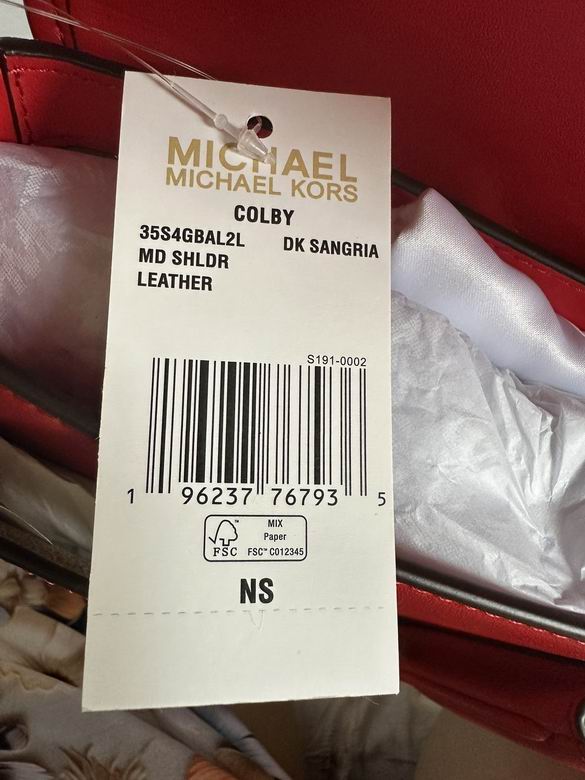 MICHAEL
MICHAEL KORS
COLBY
35S4GBAL2L DK SANGRIA
MD SHLDR
LEATHER
S191-0002
1 96237 76793 5
FSC™
MIX
Paper
FSC™ C012345
NS